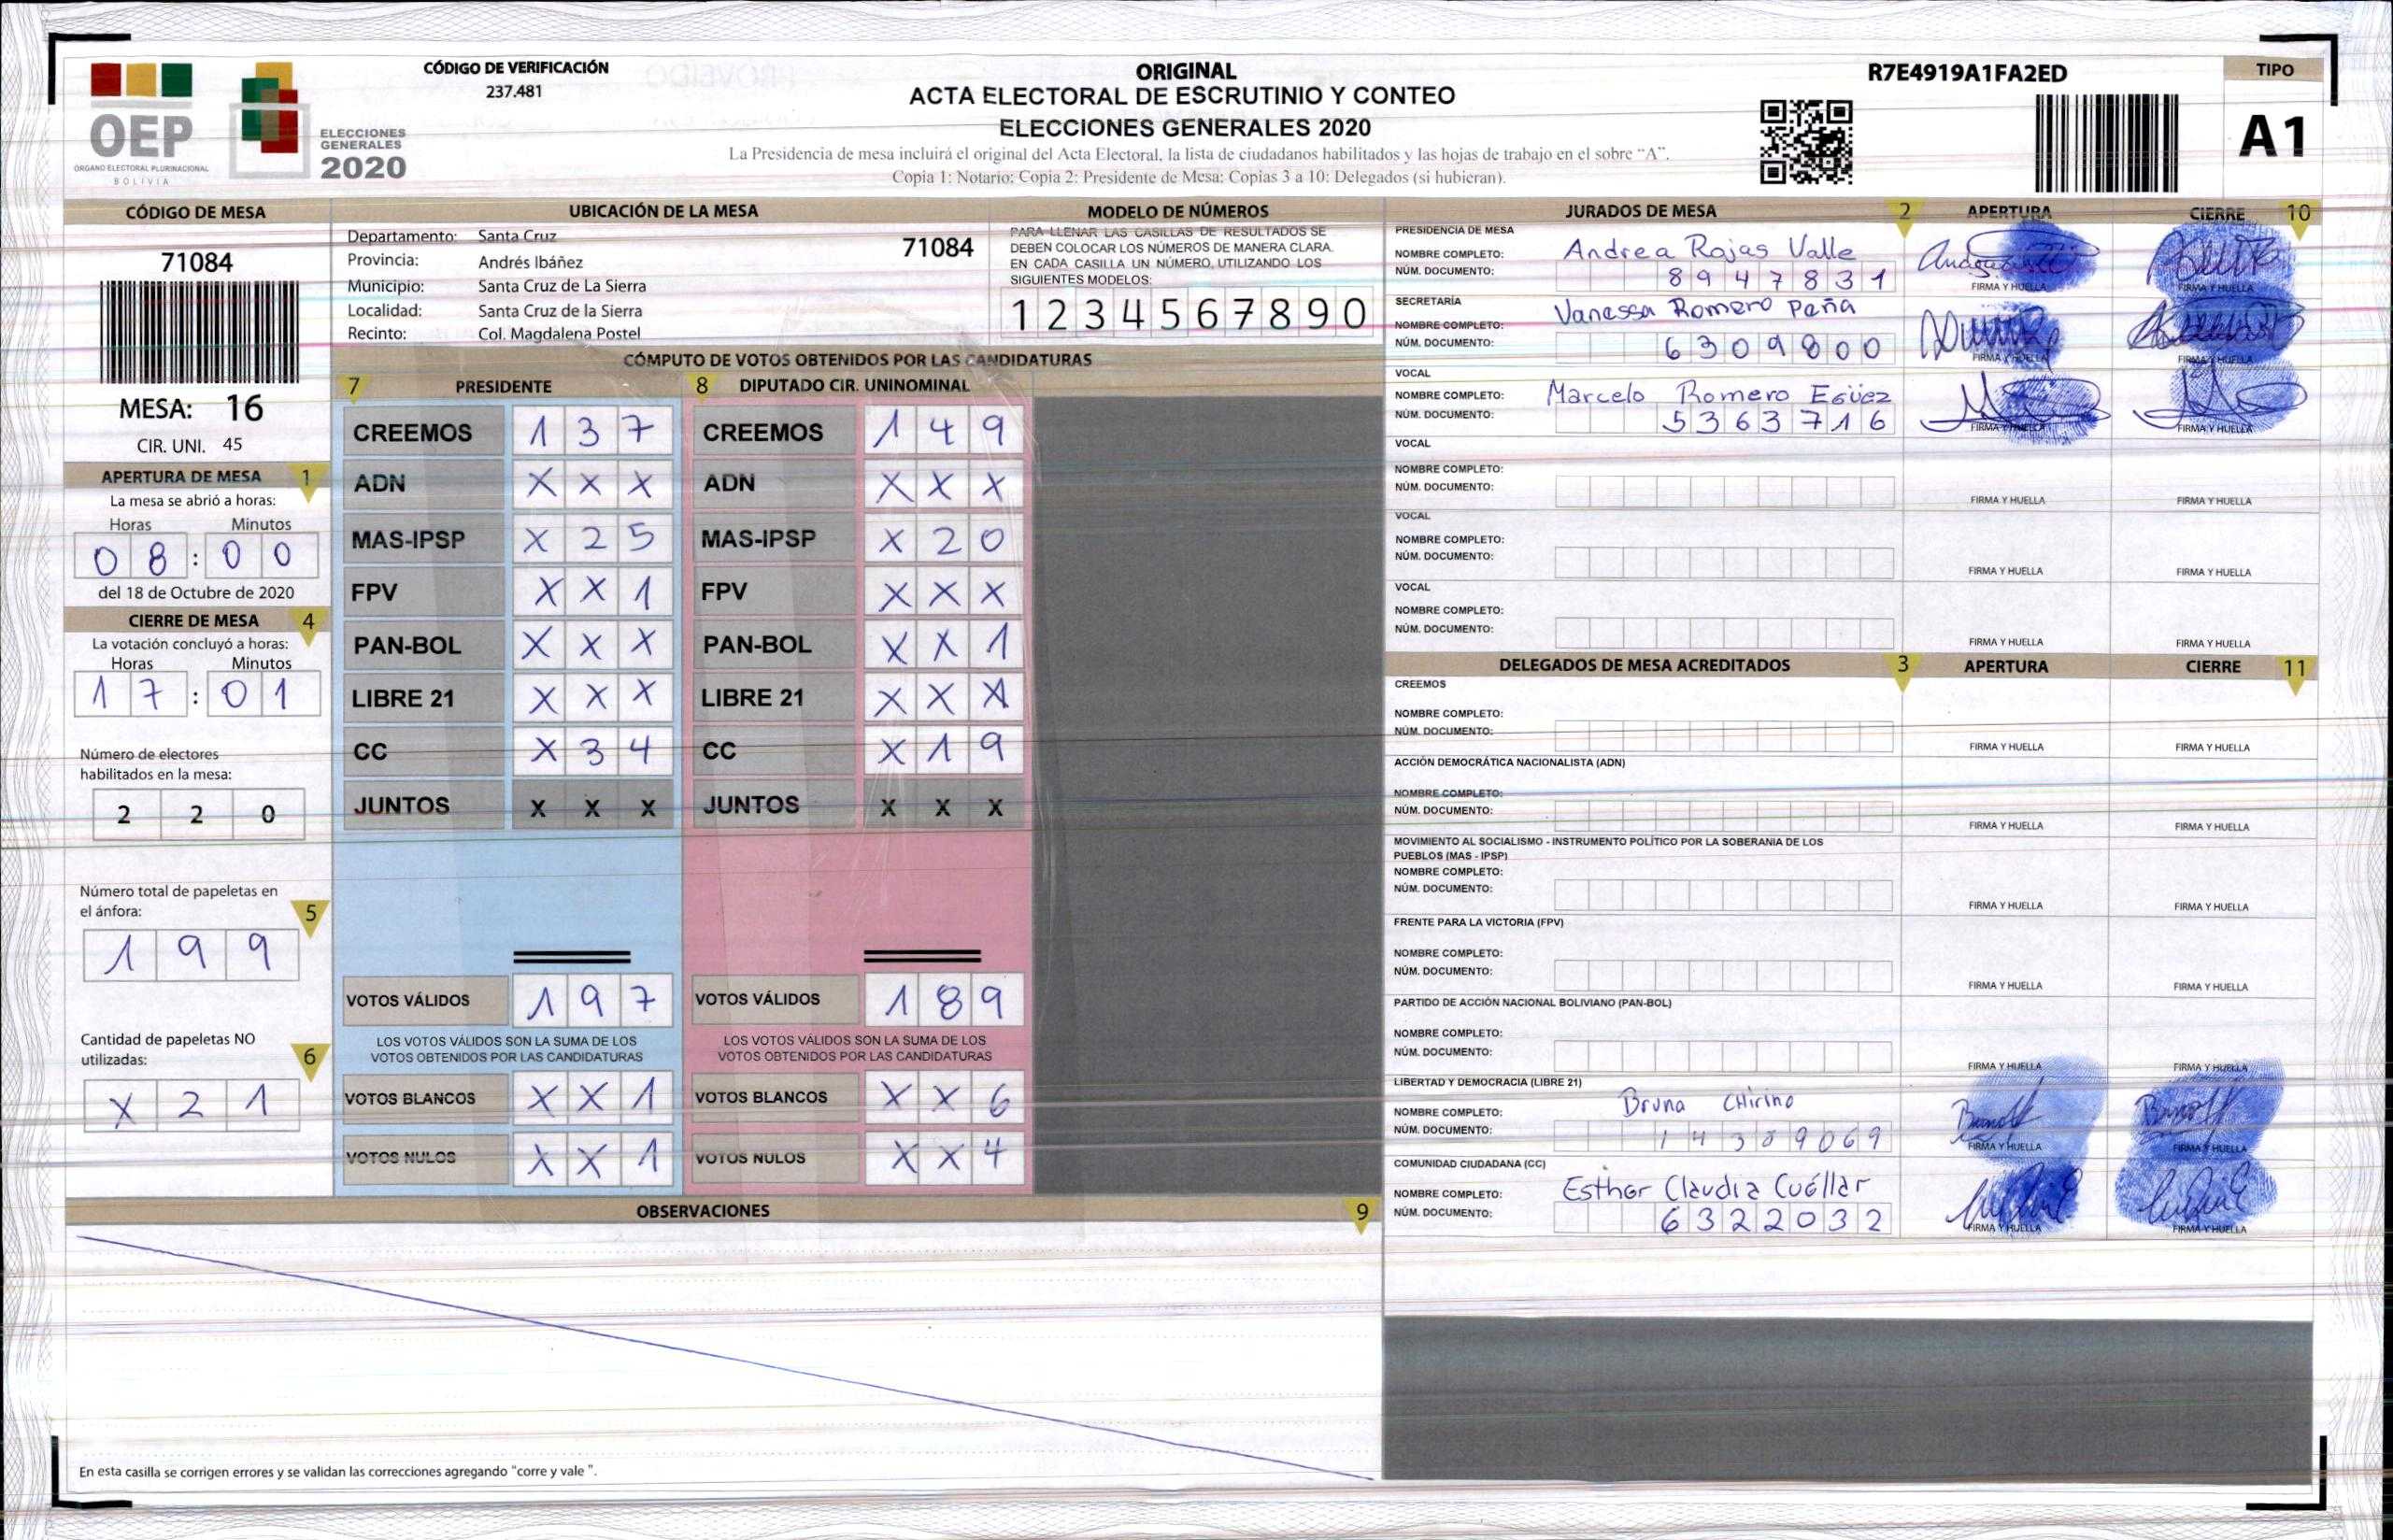 CÓDIGO DE VERIFICACIÓN
237.481
OEP
ORGANO ELECTORAL PLURINACIONAL
BOLIVIA
ELECCIONES
GENERALES
2020
ORIGINAL
ACTA ELECTORAL DE ESCRUTINIO Y CONTEO
ELECCIONES GENERALES 2020
La Presidencia de mesa incluirá el original del Acta Electoral, la lista de ciudadanos habilitados y las hojas de trabajo en el sobre "A".
Copia 1: Notario: Copia 2: Presidente de Mesa: Copias 3 a 10: Delegados (si hubieran).
R7E4919A1FA2ED
TIPO
A1
CÓDIGO DE MESA
71084
MESA: 16
CIR. UNI. 45
APERTURA DE MESA 1
La mesa se abrió a horas:
Horas Minutos
0 8 : 0 0
del 18 de Octubre de 2020
CIERRE DE MESA 4
La votación concluyó a horas:
Horas Minutos
1 7 : 0 1
Número de electores
habilitados en la mesa:
2 2 0
Número total de papeletas en
el ánfora: 5
1 9 9
Cantidad de papeletas NO
utilizadas: 6
X 2 1
UBICACIÓN DE LA MESA
Departamento: Santa Cruz 71084
Provincia: Andrés Ibáñez
Municipio: Santa Cruz de La Sierra
Localidad: Santa Cruz de la Sierra
Recinto: Col. Magdalena Postel
MODELO DE NÚMEROS
PARA LLENAR LAS CASILLAS DE RESULTADOS SE
DEBEN COLOCAR LOS NÚMEROS DE MANERA CLARA.
EN CADA CASILLA UN NÚMERO, UTILIZANDO LOS
SIGUIENTES MODELOS:
1 2 3 4 5 6 7 8 9 0
CÓMPUTO DE VOTOS OBTENIDOS POR LAS CANDIDATURAS
7 PRESIDENTE
CREEMOS 1 3 7
ADN X X X
MAS-IPSP X 2 5
FPV X X 1
PAN-BOL X X X
LIBRE 21 X X X
CC X 3 4
JUNTOS X X X
VOTOS VÁLIDOS 1 9 7
LOS VOTOS VÁLIDOS SON LA SUMA DE LOS
VOTOS OBTENIDOS POR LAS CANDIDATURAS
VOTOS BLANCOS X X 1
VOTOS NULOS X X 1
8 DIPUTADO CIR. UNINOMINAL
CREEMOS 1 4 9
ADN X X X
MAS-IPSP X 2 0
FPV X X X
PAN-BOL X X 1
LIBRE 21 X X X
CC X 1 9
JUNTOS X X X
VOTOS VÁLIDOS 1 8 9
LOS VOTOS VÁLIDOS SON LA SUMA DE LOS
VOTOS OBTENIDOS POR LAS CANDIDATURAS
VOTOS BLANCOS X X 6
VOTOS NULOS X X 4
OBSERVACIONES 9
En esta casilla se corrigen errores y se validan las correcciones agregando "corre y vale ".
JURADOS DE MESA 2 APERTURA CIERRE 10
PRESIDENCIA DE MESA
NOMBRE COMPLETO: Andrea Rojas Valle
NÚM. DOCUMENTO: 8 9 4 7 8 3 1
FIRMA Y HUELLA FIRMA Y HUELLA
SECRETARÍA
NOMBRE COMPLETO: Vanessa Romero Peña
NÚM. DOCUMENTO: 6 3 0 9 8 0 0
FIRMA Y HUELLA FIRMA Y HUELLA
VOCAL
NOMBRE COMPLETO: Marcelo Romero Egüez
NÚM. DOCUMENTO: 5 3 6 3 7 1 6
FIRMA Y HUELLA FIRMA Y HUELLA
VOCAL
NOMBRE COMPLETO:
NÚM. DOCUMENTO:
FIRMA Y HUELLA FIRMA Y HUELLA
VOCAL
NOMBRE COMPLETO:
NÚM. DOCUMENTO:
FIRMA Y HUELLA FIRMA Y HUELLA
VOCAL
NOMBRE COMPLETO:
NÚM. DOCUMENTO:
FIRMA Y HUELLA FIRMA Y HUELLA
DELEGADOS DE MESA ACREDITADOS 3 APERTURA CIERRE 11
CREEMOS
NOMBRE COMPLETO:
NÚM. DOCUMENTO:
FIRMA Y HUELLA FIRMA Y HUELLA
ACCIÓN DEMOCRÁTICA NACIONALISTA (ADN)
NOMBRE COMPLETO:
NÚM. DOCUMENTO:
FIRMA Y HUELLA FIRMA Y HUELLA
MOVIMIENTO AL SOCIALISMO - INSTRUMENTO POLÍTICO POR LA SOBERANIA DE LOS
PUEBLOS (MAS - IPSP)
NOMBRE COMPLETO:
NÚM. DOCUMENTO:
FIRMA Y HUELLA FIRMA Y HUELLA
FRENTE PARA LA VICTORIA (FPV)
NOMBRE COMPLETO:
NÚM. DOCUMENTO:
FIRMA Y HUELLA FIRMA Y HUELLA
PARTIDO DE ACCIÓN NACIONAL BOLIVIANO (PAN-BOL)
NOMBRE COMPLETO:
NÚM. DOCUMENTO:
FIRMA Y HUELLA FIRMA Y HUELLA
LIBERTAD Y DEMOCRACIA (LIBRE 21)
NOMBRE COMPLETO: Bruna Chirino
NÚM. DOCUMENTO: 1 4 3 8 9 0 6 9
FIRMA Y HUELLA FIRMA Y HUELLA
COMUNIDAD CIUDADANA (CC)
NOMBRE COMPLETO: Esther Claudia Cuéllar
NÚM. DOCUMENTO: 6 3 2 2 0 3 2
FIRMA Y HUELLA FIRMA Y HUELLA